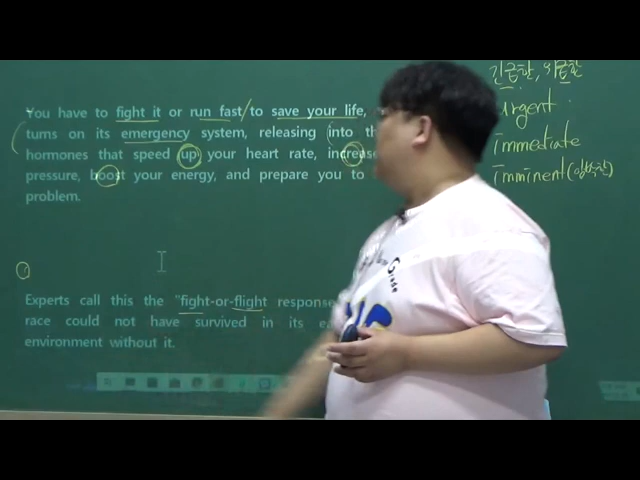 You have to fight it or run fast to save your life,
turns on its emergency system, releasing into th
hormones that speed up your heart rate, increase
pressure, boost your energy, and prepare you to
problem.
Experts call this the "fight-or-flight response
race could not have survived in its ea
environment without it.
긴급한, 위급한
urgent
immediate
imminent(임박한)
Grade